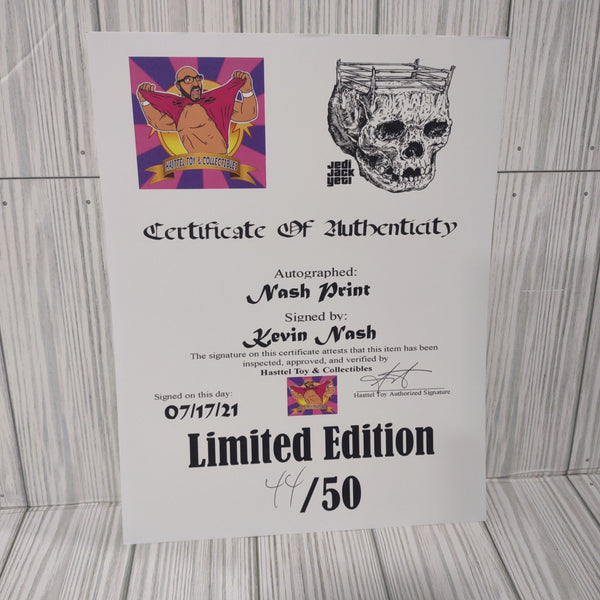 HASTTEL TOY & COLLECTIBLES
Jedi
Jack
Yeti
Certificate Of Authenticity
Autographed:
Nash Print
Signed by:
Kevin Nash
The signature on this certificate attests that this item has been
inspected, approved, and verified by
Hasttel Toy & Collectibles
Signed on this day:
07/17/21
Hasttel Toy Authorized Signature
Limited Edition
44/50